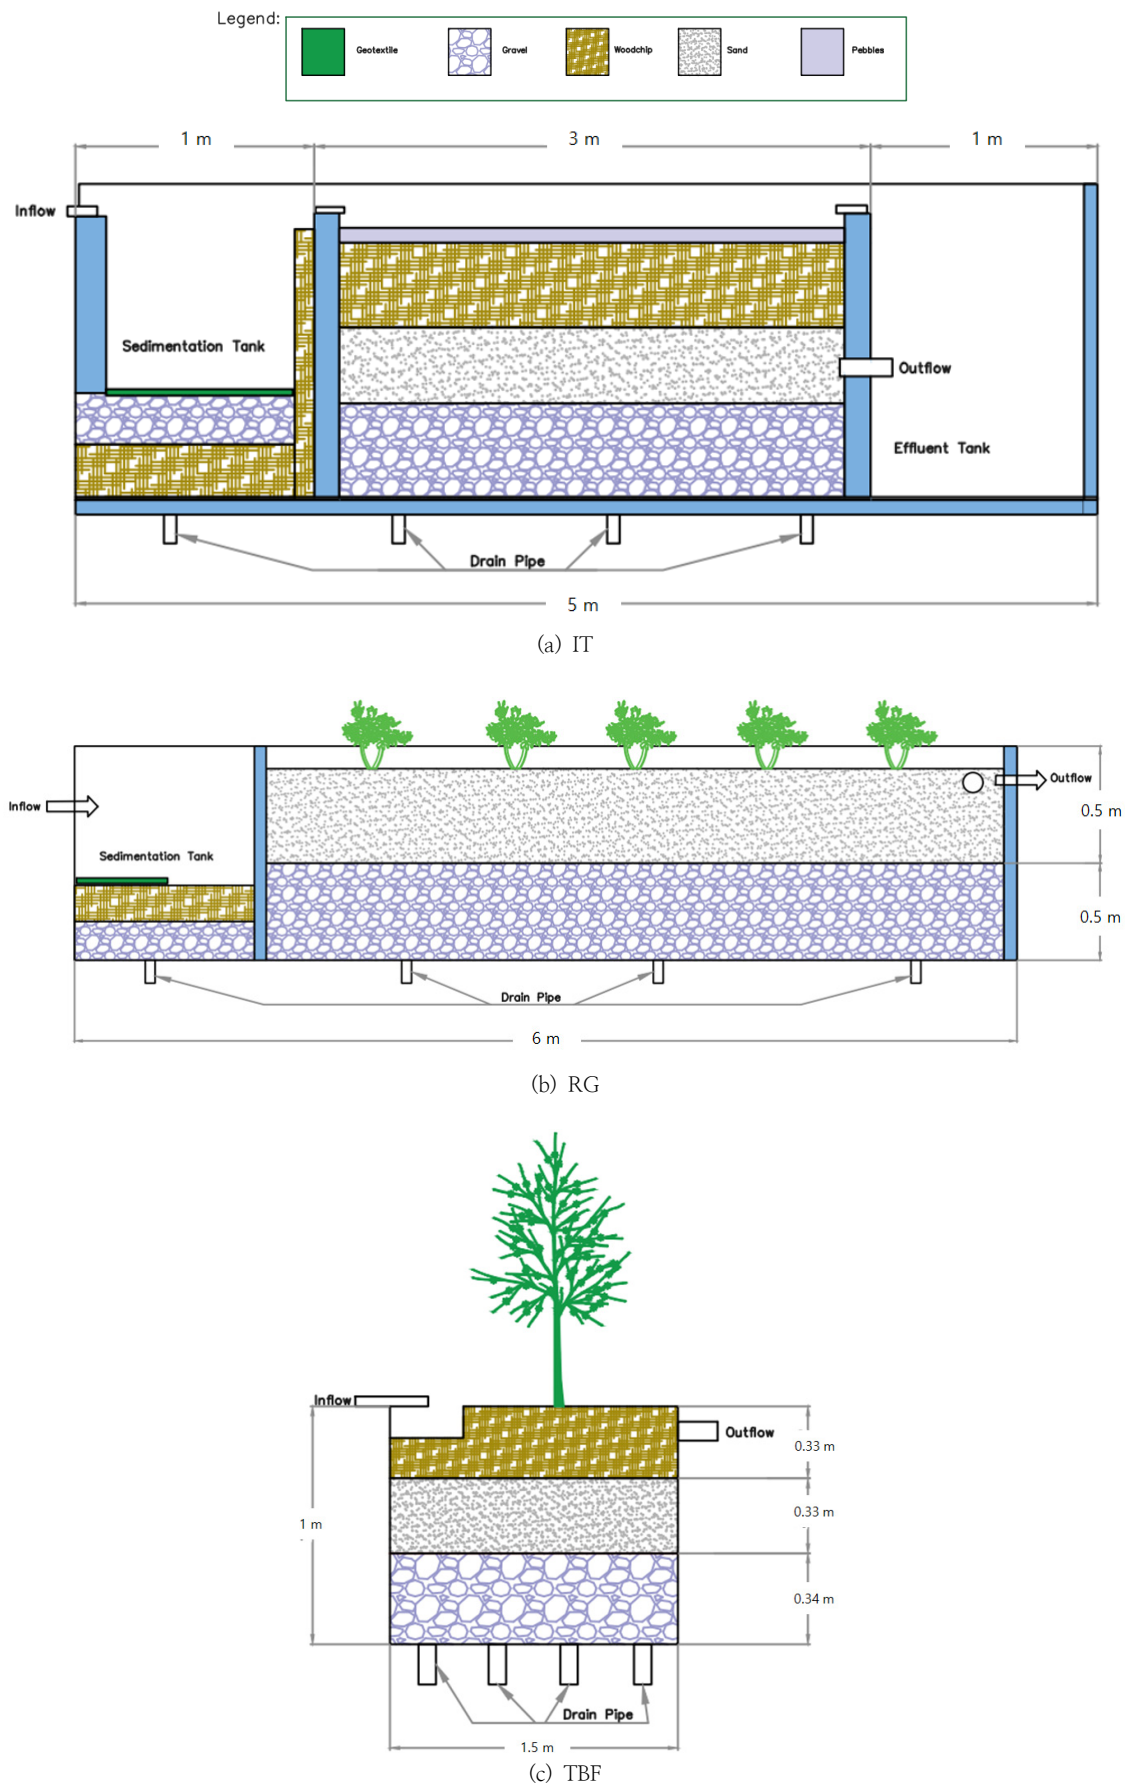 Legend:
Geotextile Gravel Woodchip Sand Pebbles
1 m 3 m 1 m
Inflow
Sedimentation Tank
Outflow
Effluent Tank
Drain Pipe
5 m
(a) IT
Inflow
Outflow
0.5 m
Sedimentation Tank
0.5 m
Drain Pipe
6 m
(b) RG
Inflow
Outflow
0.33 m
0.33 m
1 m
0.34 m
Drain Pipe
1.5 m
(c) TBF